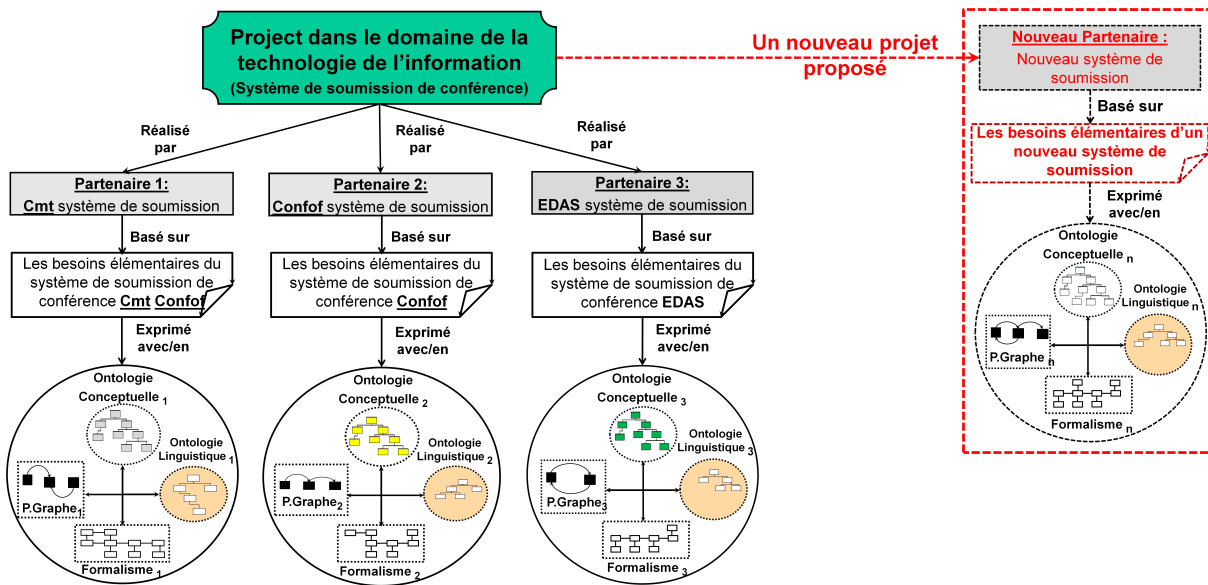 Project dans le domaine de la
technologie de l'information
(Système de soumission de conférence)
Un nouveau projet
proposé
Nouveau Partenaire :
Nouveau système de
soumission
Basé sur
Les besoins élémentaires d'un
nouveau système de
soumission
Exprimé
avec/en
Ontologie
Conceptuelle n
Ontologie
Linguistique n
P.Graphe n
Formalisme n
Réalisé
par
Réalisé
par
Réalisé
par
Partenaire 1:
Cmt système de soumission
Partenaire 2:
Confof système de soumission
Partenaire 3:
EDAS système de soumission
Basé sur
Basé sur
Basé sur
Les besoins élémentaires du
système de soumission de
conférence Cmt Confof
Les besoins élémentaires du
système de soumission de
conférence Confof
Les besoins élémentaires du
système de soumission de
conférence EDAS
Exprimé
avec/en
Exprimé
avec/en
Exprimé
avec/en
Ontologie
Conceptuelle 1
Ontologie
Linguistique 1
P.Graphe1
Formalisme 1
Ontologie
Conceptuelle 2
Ontologie
Linguistique 2
P.Graphe2
Formalisme 2
Ontologie
Conceptuelle 3
Ontologie
Linguistique 3
P.Graphe3
Formalisme 3